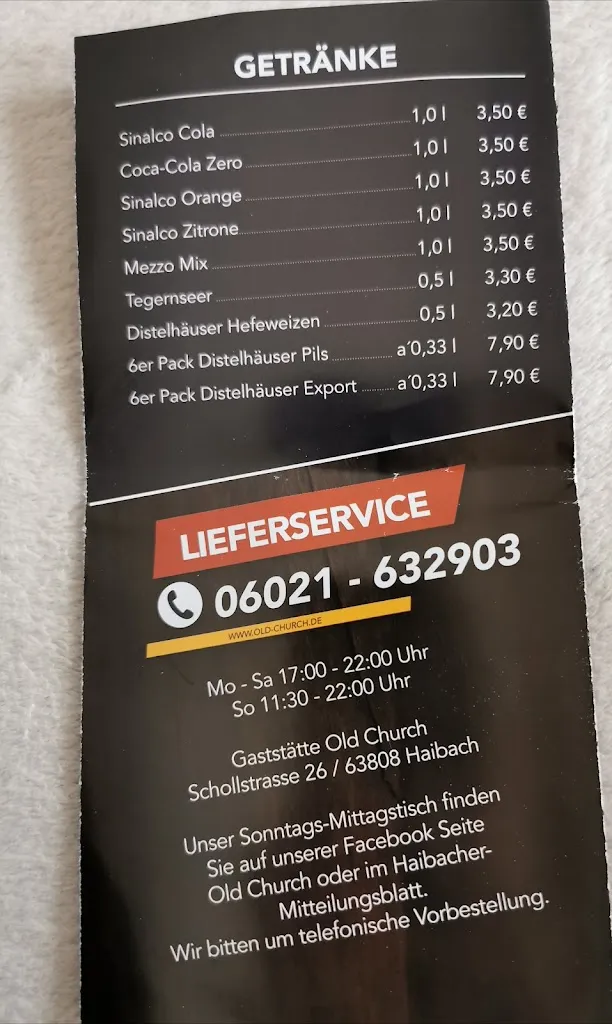 GETRÄNKE
Sinalco Cola 1,0 l 3,50 €
Coca-Cola Zero 1,0 l 3,50 €
Sinalco Orange 1,0 l 3,50 €
Sinalco Zitrone 1,0 l 3,50 €
Mezzo Mix 1,0 l 3,50 €
Tegernseer 0,5 l 3,30 €
Distelhäuser Hefeweizen 0,5 l 3,20 €
6er Pack Distelhäuser Pils a´0,33 l 7,90 €
6er Pack Distelhäuser Export a´0,33 l 7,90 €
LIEFERSERVICE
06021 - 632903
WWW.OLD-CHURCH.DE
Mo - Sa 17:00 - 22:00 Uhr
So 11:30 - 22:00 Uhr
Gaststätte Old Church
Schollstrasse 26 / 63808 Haibach
Unser Sonntags-Mittagstisch finden
Sie auf unserer Facebook Seite
Old Church oder im Haibacher-
Mitteilungsblatt.
Wir bitten um telefonische Vorbestellung.